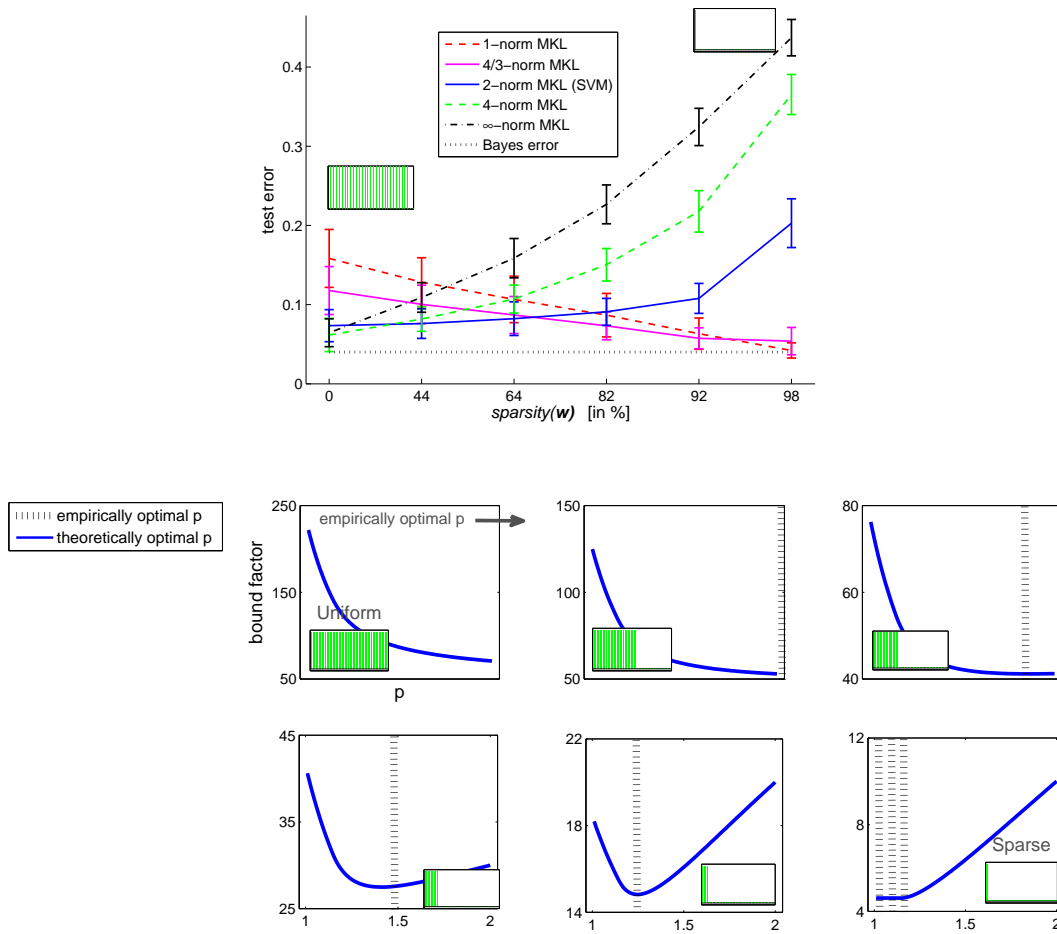 0.4
0.3
0.2
0.1
0
test error
1-norm MKL
4/3-norm MKL
2-norm MKL (SVM)
4-norm MKL
∞-norm MKL
Bayes error
0 44 64 82 92 98
sparsity(w) [in %]
empirically optimal p
theoretically optimal p
250
150
50
bound factor
empirically optimal p
Uniform
p
150
100
50
80
60
40
45
35
25
1 1.5 2
22
18
14
1 1.5 2
12
8
4
Sparse
1 1.5 2